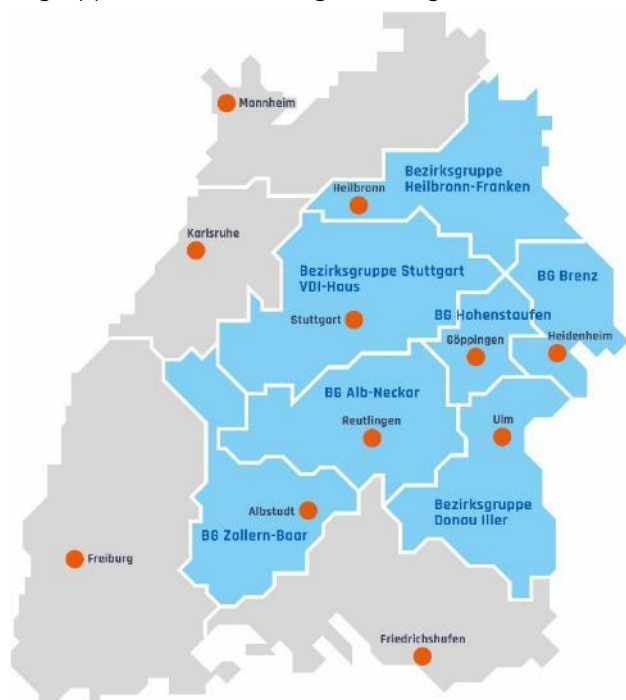 Mannheim
Bezirksgruppe
Heilbronn-Franken
Heilbronn
Karlsruhe
Bezirksgruppe Stuttgart
VDI-Haus
BG Brenz
Stuttgart
BG Hohenstaufen
Göppingen
Heidenheim
BG Alb-Neckar
Reutlingen
Ulm
Albstadt
Bezirksgruppe
Donau Iller
BG Zollern-Baar
Freiburg
Friedrichshafen